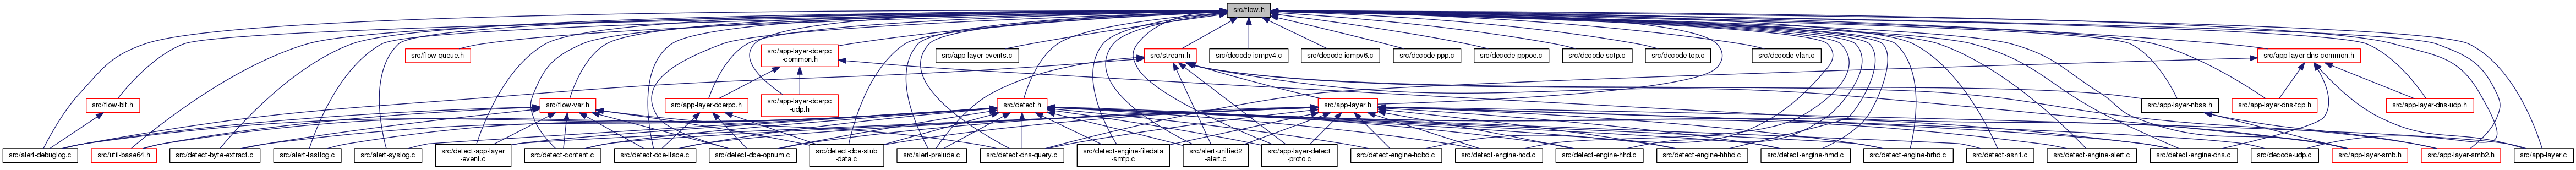 src/flow.h
src/flow-queue.h
src/app-layer-dcerpc
-common.h
src/app-layer-events.c
src/stream.h
src/decode-icmpv4.c
src/decode-icmpv6.c
src/decode-ppp.c
src/decode-pppoe.c
src/decode-sctp.c
src/decode-tcp.c
src/decode-vlan.c
src/app-layer-dns-common.h
src/flow-bit.h
src/flow-var.h
src/app-layer-dcerpc.h
src/app-layer-dcerpc
-udp.h
src/detect.h
src/app-layer.h
src/app-layer-nbss.h
src/app-layer-dns-tcp.h
src/app-layer-dns-udp.h
src/alert-debuglog.c
src/util-base64.h
src/detect-byte-extract.c
src/alert-fastlog.c
src/alert-syslog.c
src/detect-app-layer
-event.c
src/detect-content.c
src/detect-dce-iface.c
src/detect-dce-opnum.c
src/detect-dce-stub
-data.c
src/alert-prelude.c
src/detect-dns-query.c
src/detect-engine-filedata
-smtp.c
src/alert-unified2
-alert.c
src/app-layer-detect
-proto.c
src/detect-engine-hcbd.c
src/detect-engine-hcd.c
src/detect-engine-hhd.c
src/detect-engine-hhhd.c
src/detect-engine-hmd.c
src/detect-engine-hrhd.c
src/detect-asn1.c
src/detect-engine-alert.c
src/detect-engine-dns.c
src/decode-udp.c
src/app-layer-smb.h
src/app-layer-smb2.h
src/app-layer.c